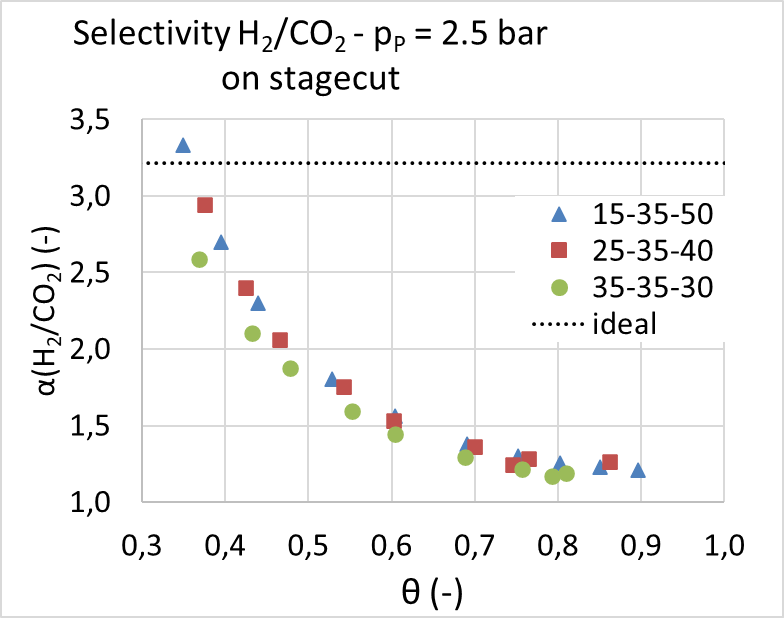 Selectivity H₂/CO₂ - pₚ = 2.5 bar
on stagecut
3,5
3,0
2,5
2,0
1,5
1,0
α(H₂/CO₂) (-)
15-35-50
25-35-40
35-35-30
ideal
0,3 0,4 0,5 0,6 0,7 0,8 0,9 1,0
θ (-)